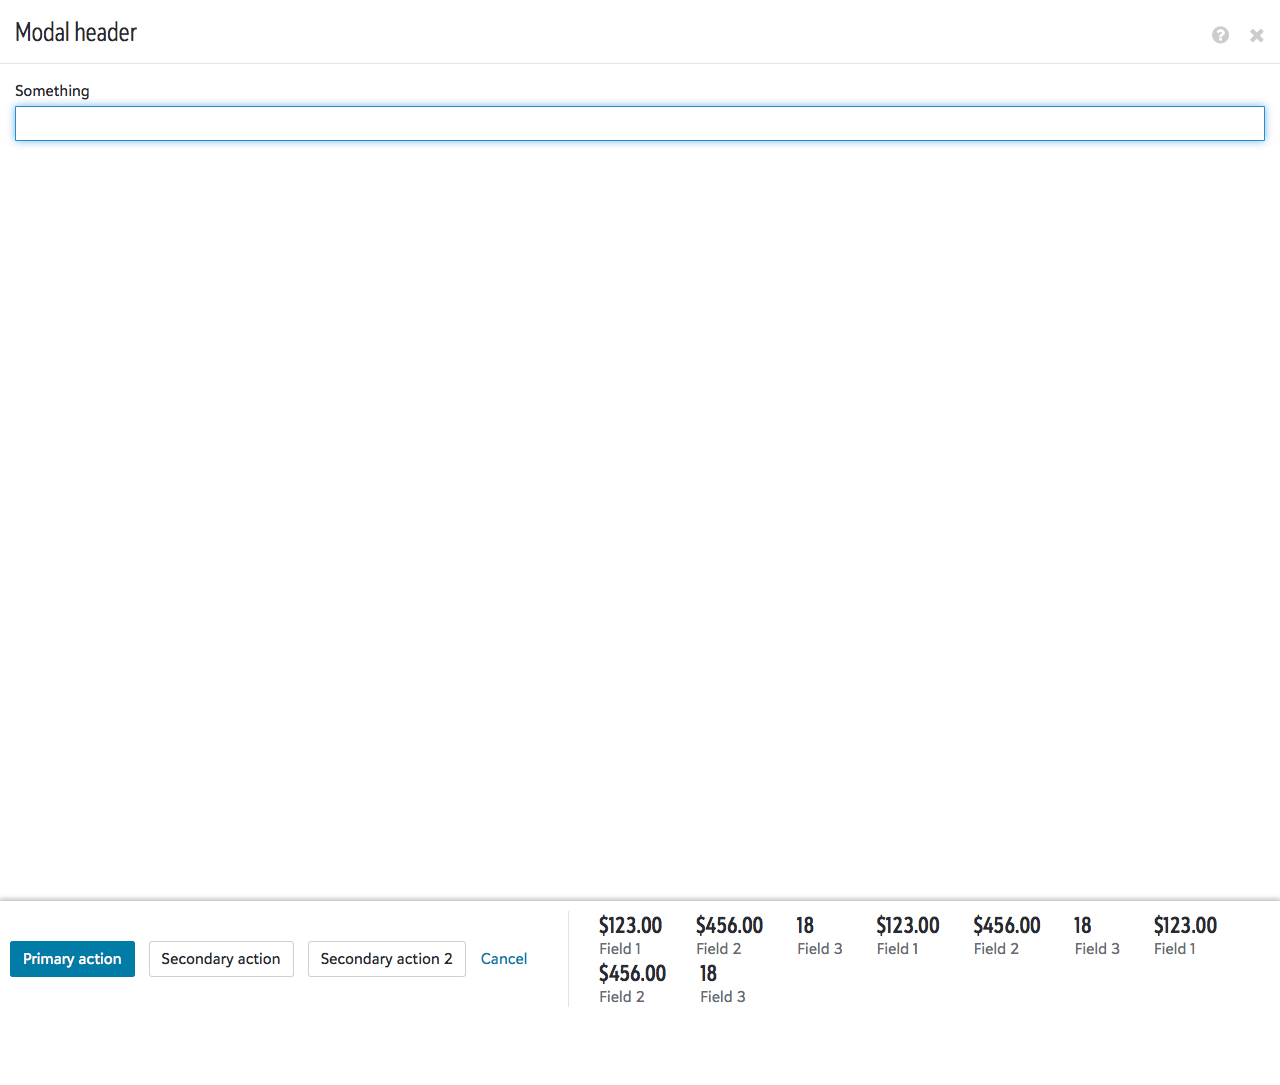 Modal header
Something
Primary action Secondary action Secondary action 2 Cancel
$123.00 $456.00 18 $123.00 $456.00 18 $123.00
Field 1 Field 2 Field 3 Field 1 Field 2 Field 3 Field 1
$456.00 18
Field 2 Field 3